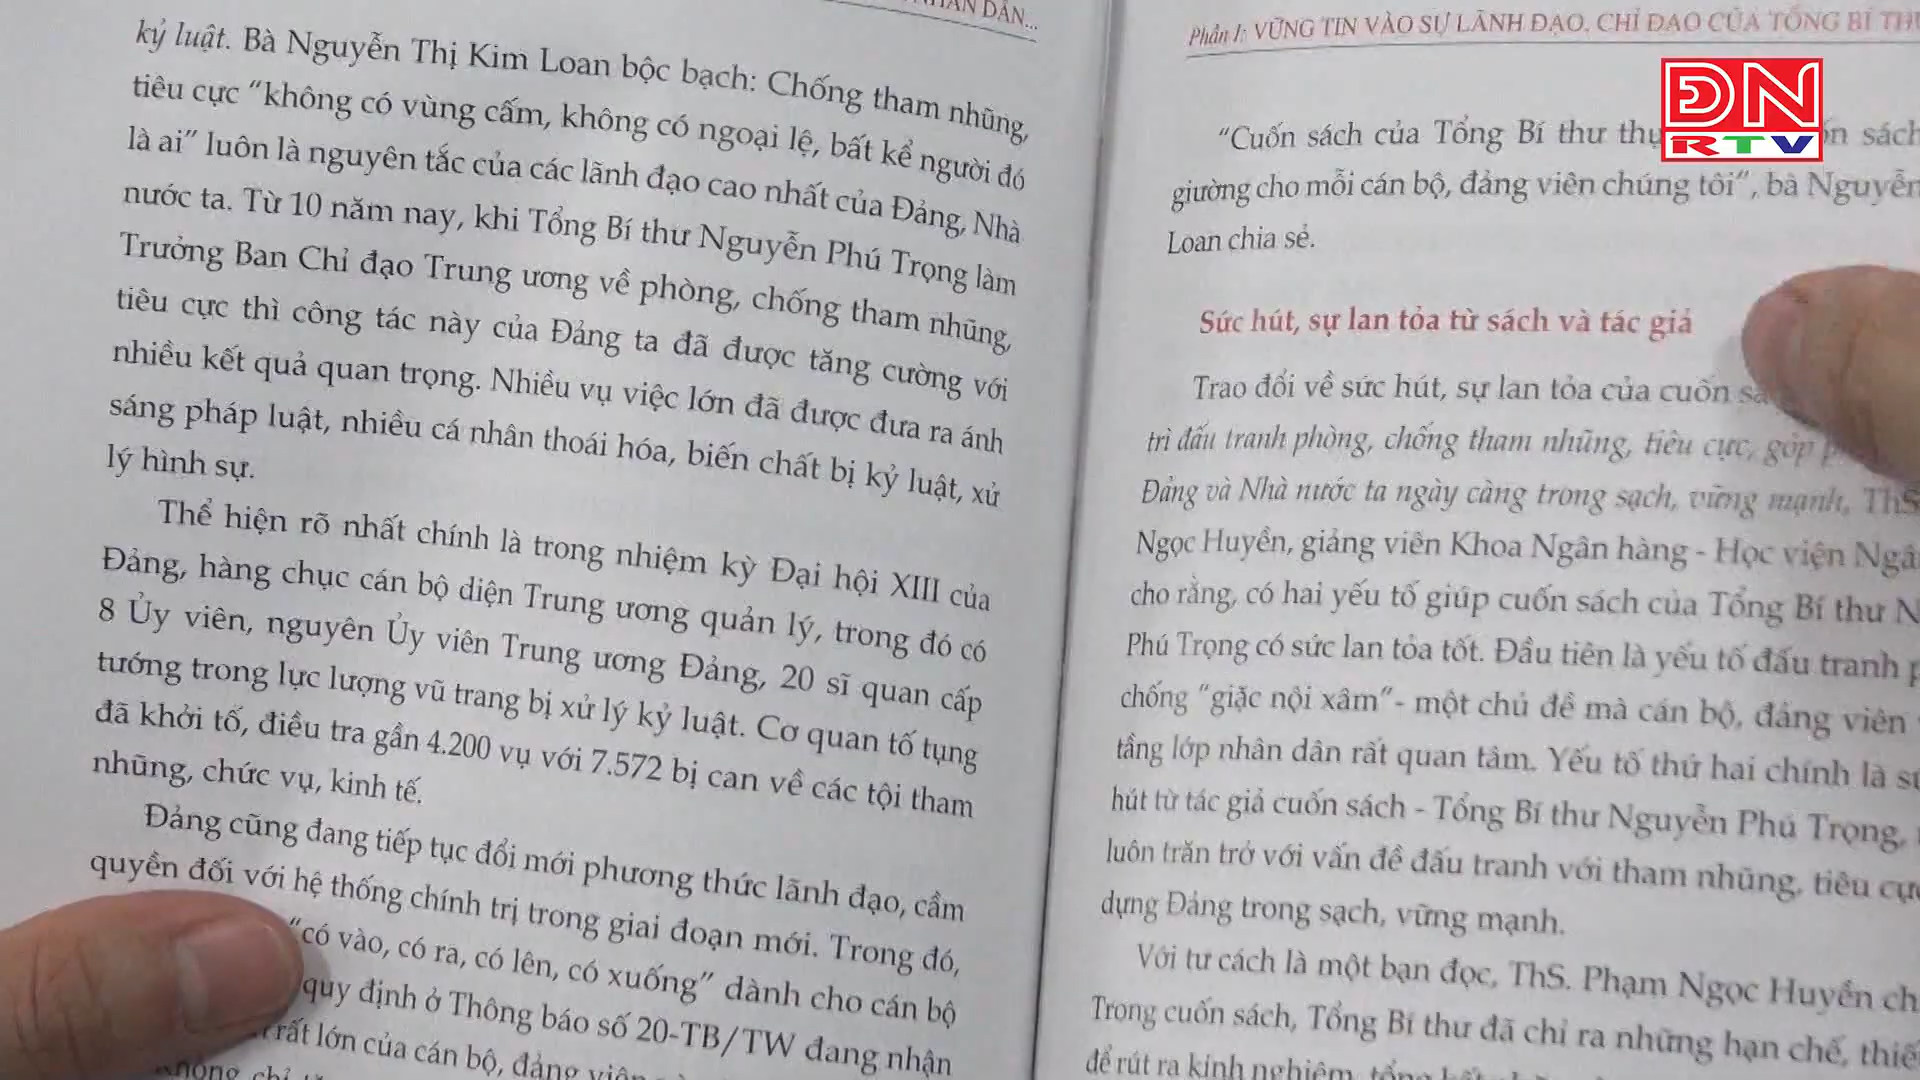 NHÂN DÂN...
kỷ luật. Bà Nguyễn Thị Kim Loan bộc bạch: Chống tham nhũng,
tiêu cực “không có vùng cấm, không có ngoại lệ, bất kể người đó
là ai” luôn là nguyên tắc của các lãnh đạo cao nhất của Đảng, Nhà
nước ta. Từ 10 năm nay, khi Tổng Bí thư Nguyễn Phú Trọng làm
Trưởng Ban Chỉ đạo Trung ương về phòng, chống tham nhũng,
tiêu cực thì công tác này của Đảng ta đã được tăng cường với
nhiều kết quả quan trọng. Nhiều vụ việc lớn đã được đưa ra ánh
sáng pháp luật, nhiều cá nhân thoái hóa, biến chất bị kỷ luật, xử
lý hình sự.
Thể hiện rõ nhất chính là trong nhiệm kỳ Đại hội XIII của
Đảng, hàng chục cán bộ diện Trung ương quản lý, trong đó có
8 Ủy viên, nguyên Ủy viên Trung ương Đảng, 20 sĩ quan cấp
tướng trong lực lượng vũ trang bị xử lý kỷ luật. Cơ quan tố tụng
đã khởi tố, điều tra gần 4.200 vụ với 7.572 bị can về các tội tham
nhũng, chức vụ, kinh tế.
Đảng cũng đang tiếp tục đổi mới phương thức lãnh đạo, cầm
quyền đối với hệ thống chính trị trong giai đoạn mới. Trong đó,
“có vào, có ra, có lên, có xuống” dành cho cán bộ
quy định ở Thông báo số 20-TB/TW đang nhận
rất lớn của cán bộ, đảng viên
Không chỉ
Phần I: VỮNG TIN VÀO SỰ LÃNH ĐẠO, CHỈ ĐẠO CỦA TỔNG BÍ THƯ
ĐN
RTV
“Cuốn sách của Tổng Bí thư sách
giường cho mỗi cán bộ, đảng viên chúng tôi”, bà Nguyễn
Loan chia sẻ.
Sức hút, sự lan tỏa từ sách và tác giả
Trao đổi về sức hút, sự lan tỏa của cuốn
trì đấu tranh phòng, chống tham nhũng, tiêu cực, góp
Đảng và Nhà nước ta ngày càng trong sạch, vững mạnh, ThS
Ngọc Huyền, giảng viên Khoa Ngân hàng - Học viện
cho rằng, có hai yếu tố giúp cuốn sách của Tổng Bí thư
Phú Trọng có sức lan tỏa tốt. Đầu tiên là yếu tố đấu tranh
chống “giặc nội xâm”- một chủ đề mà cán bộ, đảng viên
tầng lớp nhân dân rất quan tâm. Yếu tố thứ hai chính là
hút từ tác giả cuốn sách - Tổng Bí thư Nguyễn Phú Trọng,
luôn trăn trở với vấn đề đấu tranh với tham nhũng, tiêu cực
dựng Đảng trong sạch, vững mạnh.
Với tư cách là một bạn đọc, ThS. Phạm Ngọc Huyền
Trong cuốn sách, Tổng Bí thư đã chỉ ra những hạn chế,
để rút ra kinh nghiệm,